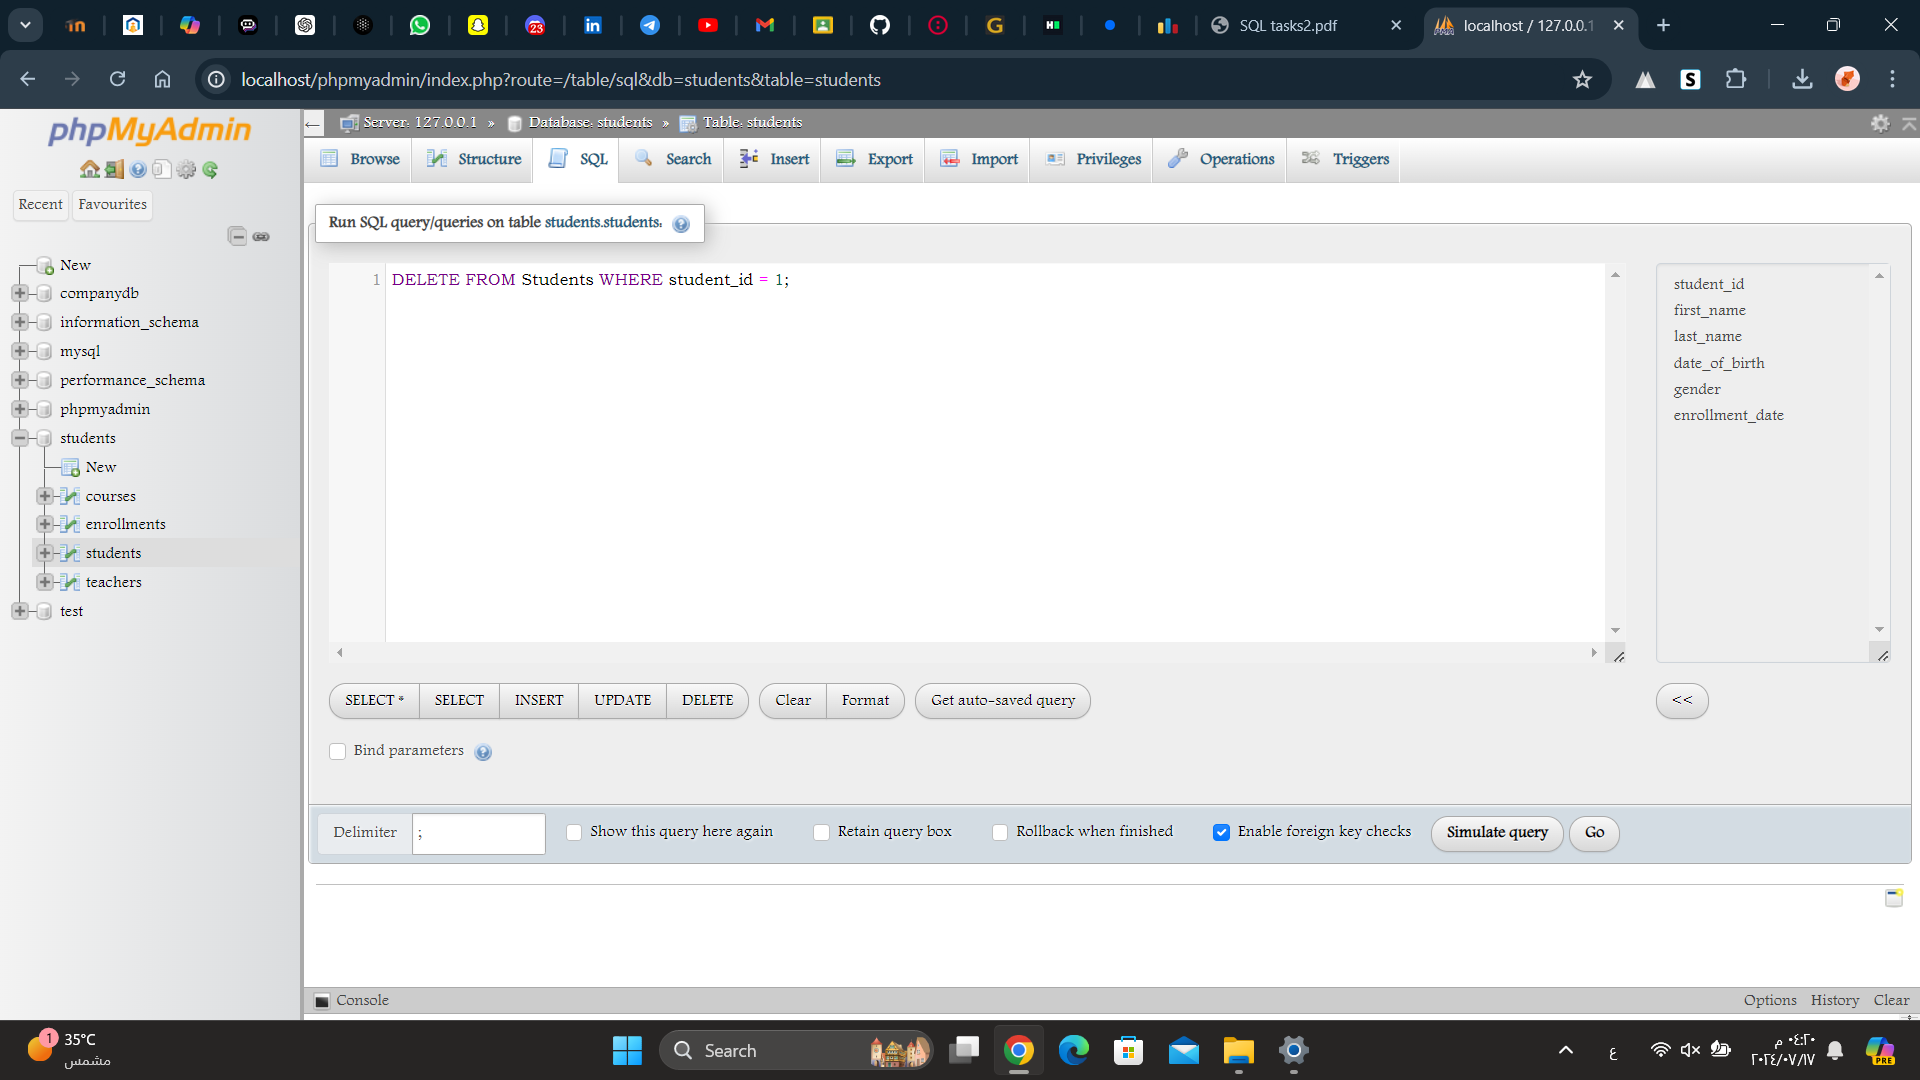 SQL tasks2.pdf
localhost / 127.0.0.1
23
localhost/phpmyadmin/index.php?route=/table/sql&db=students&table=students
phpMyAdmin
Recent
Favourites
New
companydb
information_schema
mysql
performance_schema
phpmyadmin
students
New
courses
enrollments
students
teachers
test
Server: 127.0.0.1 » Database: students » Table: students
Browse
Structure
SQL
Search
Insert
Export
Import
Privileges
Operations
Triggers
Run SQL query/queries on table students.students:
1 DELETE FROM Students WHERE student_id = 1;
student_id
first_name
last_name
date_of_birth
gender
enrollment_date
SELECT *
SELECT
INSERT
UPDATE
DELETE
Clear
Format
Get auto-saved query
<<
Bind parameters
Delimiter
;
Show this query here again
Retain query box
Rollback when finished
Enable foreign key checks
Simulate query
Go
Console
Options
History
Clear
1
35°C
مشمس
Search
ع
٠٤:٢٠ م
٢٠٢٤/٠٧/١٧
PRE